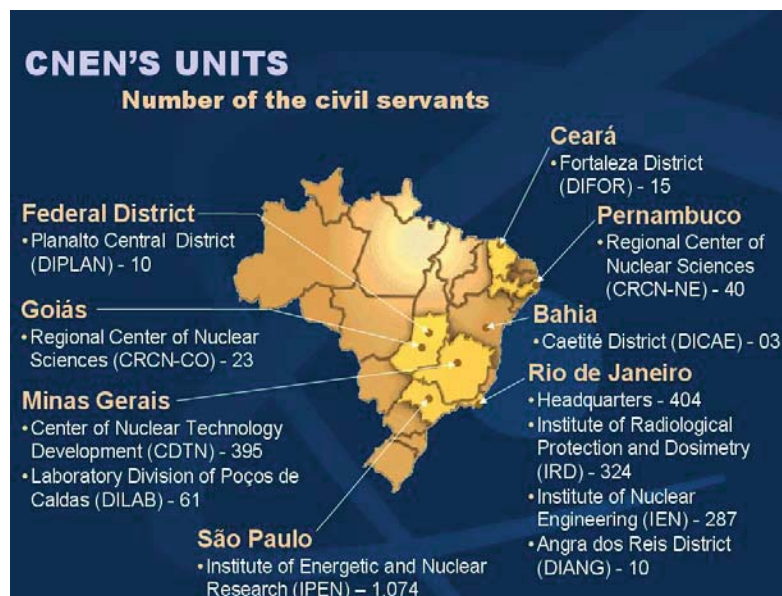 CNEN'S UNITS
Number of the civil servants
Ceará
•Fortaleza District
(DIFOR) - 15
Pernambuco
•Regional Center of
Nuclear Sciences
(CRCN-NE) - 40
Bahia
•Caetité District (DICAE) - 03
Rio de Janeiro
•Headquarters - 404
•Institute of Radiological
Protection and Dosimetry
(IRD) - 324
•Institute of Nuclear
Engineering (IEN) - 287
•Angra dos Reis District
(DIANG) - 10
Federal District
•Planalto Central District
(DIPLAN) - 10
Goiás
•Regional Center of Nuclear
Sciences (CRCN-CO) - 23
Minas Gerais
•Center of Nuclear Technology
Development (CDTN) - 395
•Laboratory Division of Poços de
Caldas (DILAB) - 61
São Paulo
•Institute of Energetic and Nuclear
Research (IPEN) – 1.074